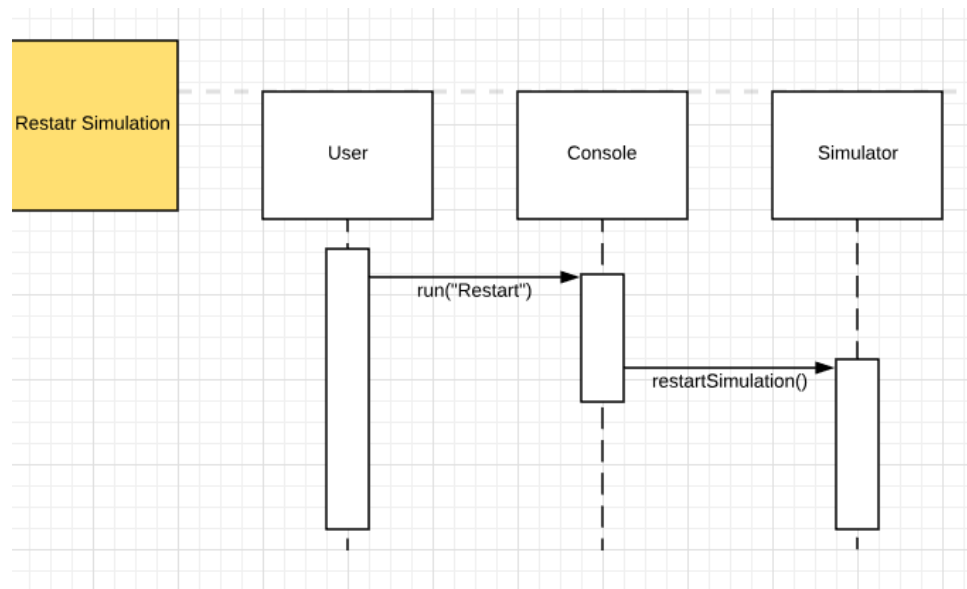 Restatr Simulation
User
Console
Simulator
run("Restart")
restartSimulation()